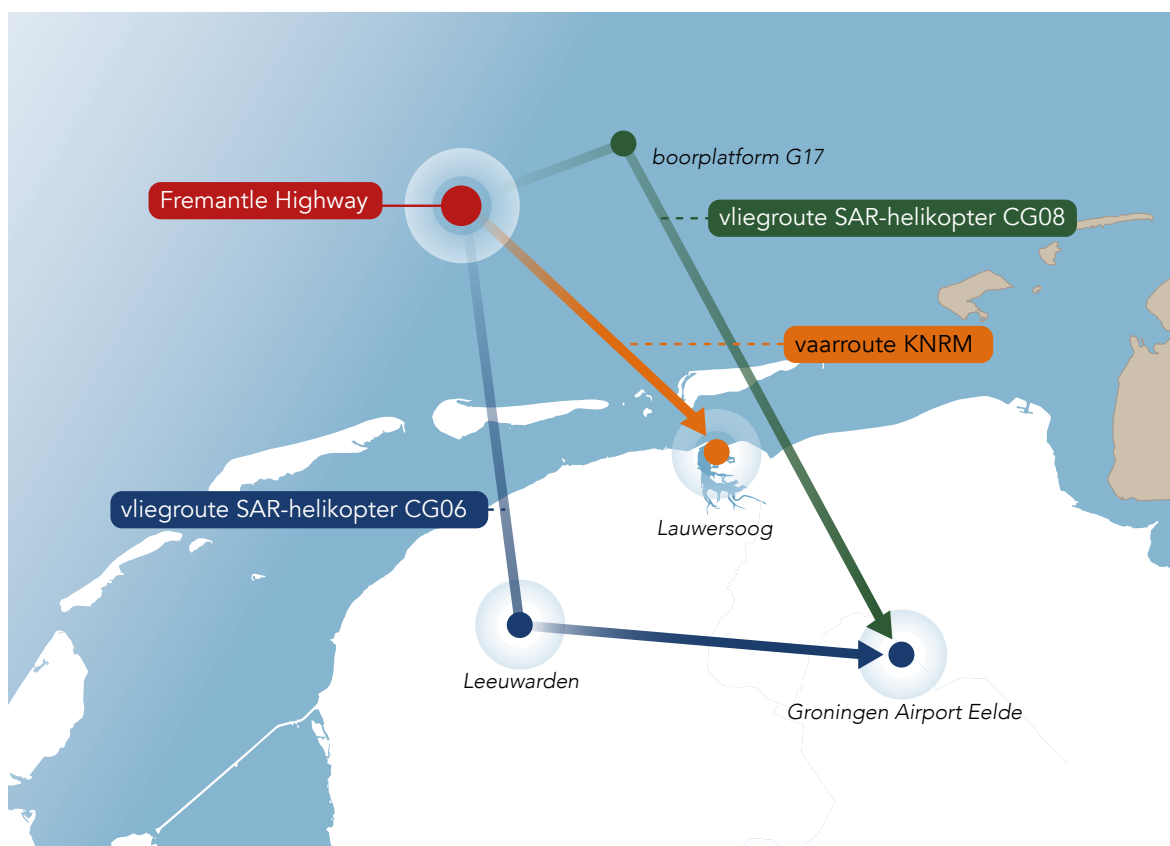 boorplatform G17
Fremantle Highway
vliegroute SAR-helikopter CG08
vaarroute KNRM
vliegroute SAR-helikopter CG06
Lauwersoog
Leeuwarden
Groningen Airport Eelde